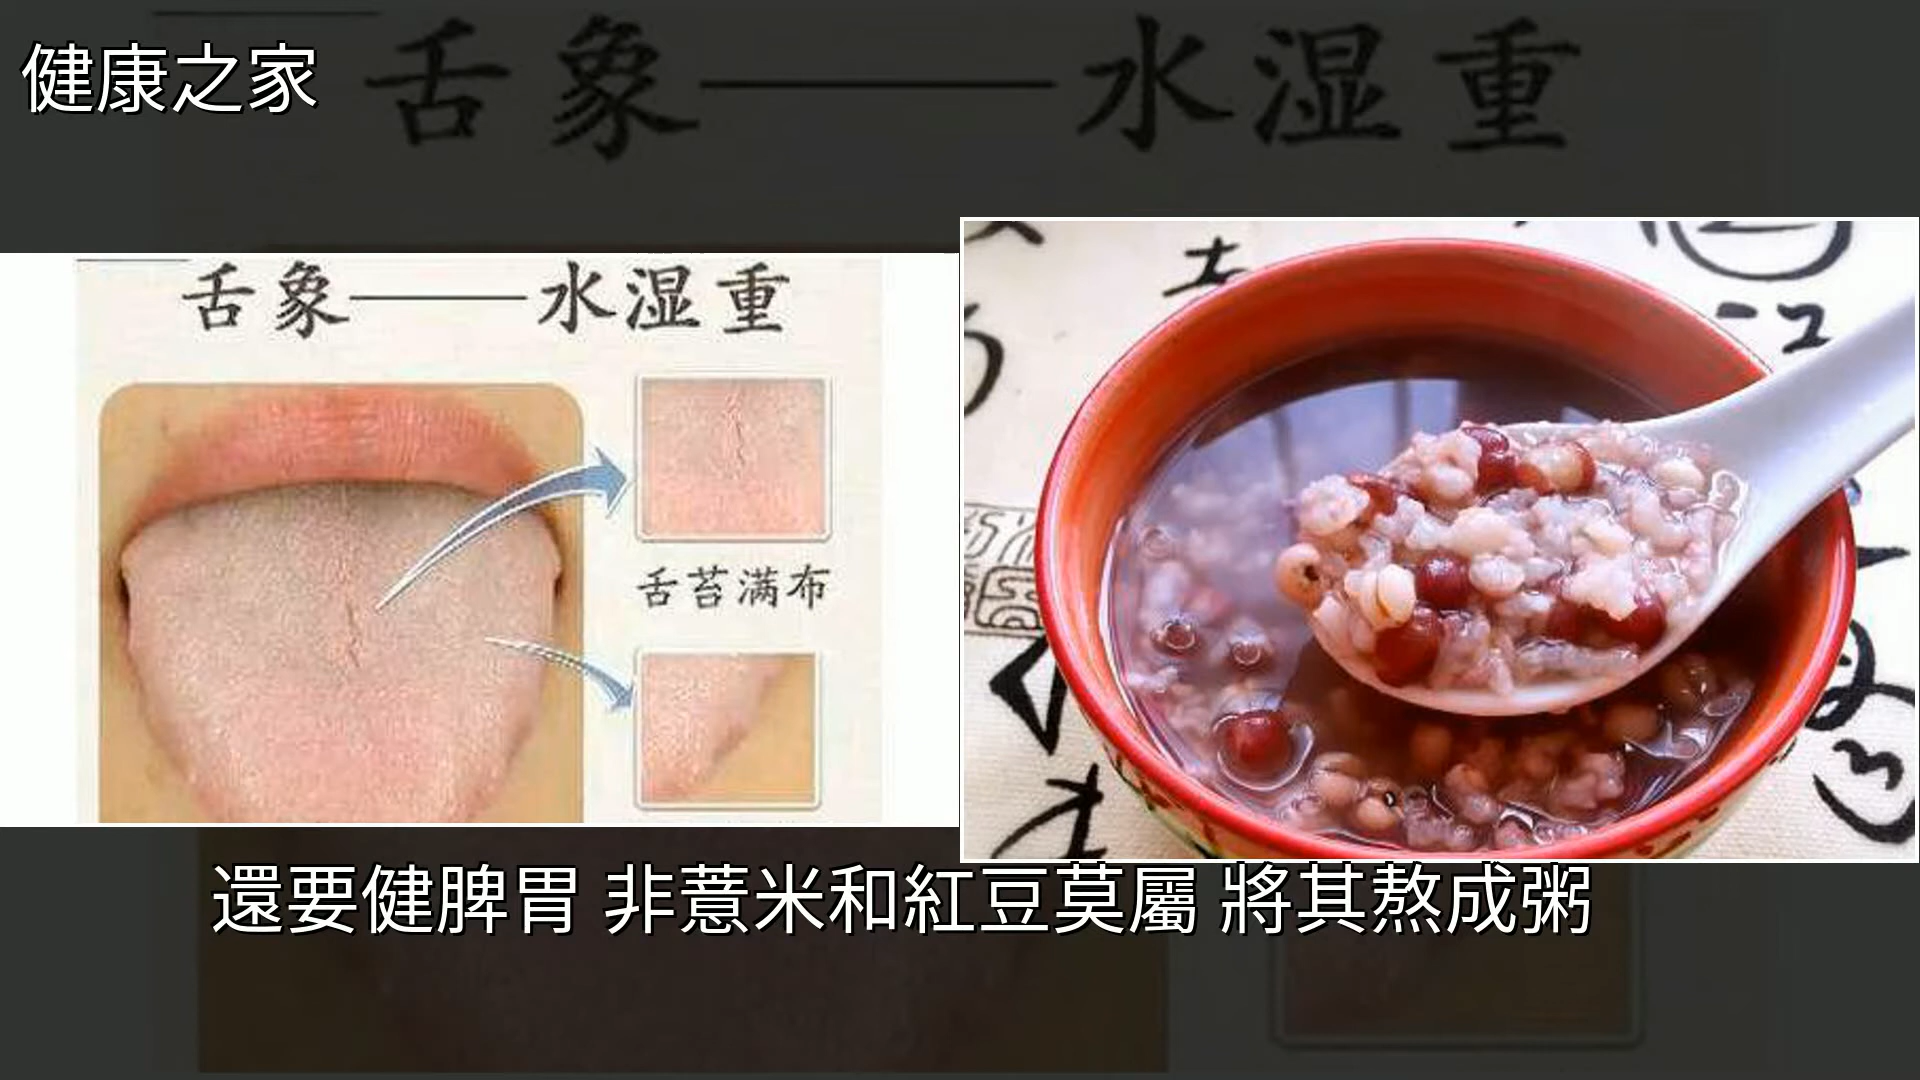 舌象——水湿重
健康之家
舌象——水湿重
舌苔满布
還要健脾胃 非薏米和紅豆莫屬 將其熬成粥